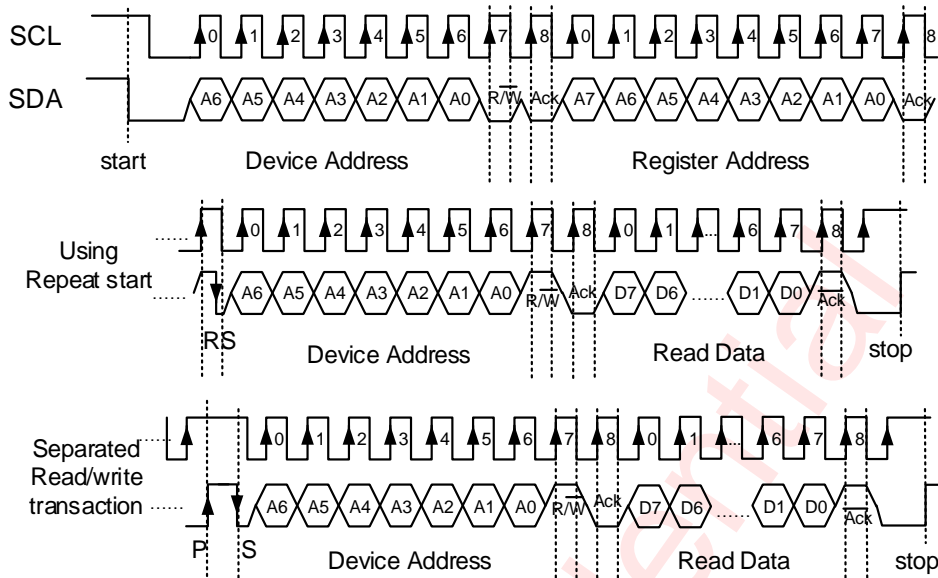 SCL 0 1 2 3 4 5 6 7 8 0 1 2 3 4 5 6 7 8
SDA A6 A5 A4 A3 A2 A1 A0 R/W Ack A7 A6 A5 A4 A3 A2 A1 A0 Ack
start Device Address Register Address
0 1 2 3 4 5 6 7 8 0 1 ... 6 7 8
...... Using
Repeat start
...... A6 A5 A4 A3 A2 A1 A0 R/W Ack D7 D6 ...... D1 D0 Ack
RS Device Address Read Data stop
0 1 2 3 4 5 6 7 8 0 1 ... 6 7 8
Separated ......
Read/write
transaction ...... A6 A5 A4 A3 A2 A1 A0 R/W Ack D7 D6 ...... D1 D0 Ack
P S Device Address Read Data stop